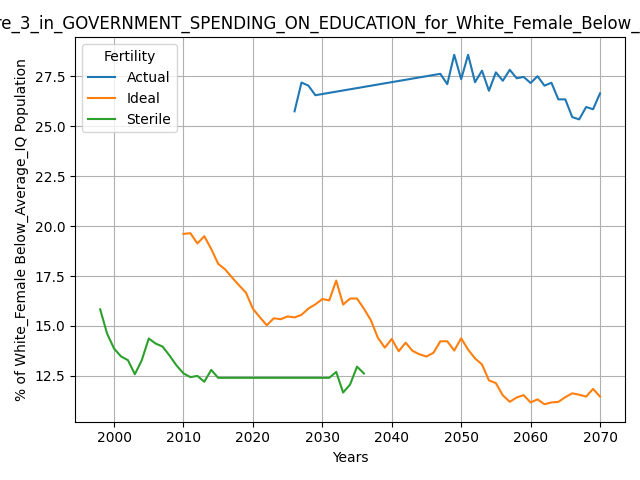 re_3_in_GOVERNMENT_SPENDING_ON_EDUCATION_for_White_Female_Below_
Fertility
Actual
Ideal
Sterile
% of White_Female Below_Average_IQ Population
27.5
25.0
22.5
20.0
17.5
15.0
12.5
2000
2010
2020
2030
2040
2050
2060
2070
Years